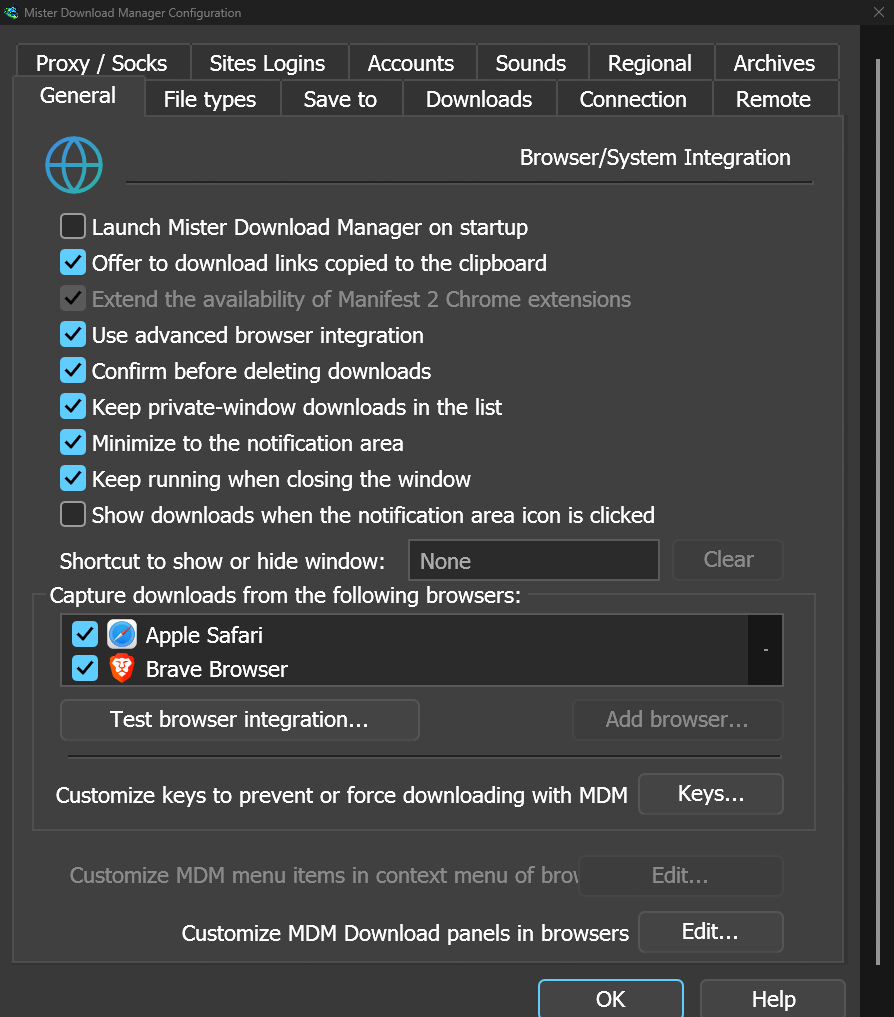 Mister Download Manager Configuration
Proxy / Socks
Sites Logins
Accounts
Sounds
Regional
Archives
General
File types
Save to
Downloads
Connection
Remote
Browser/System Integration
Launch Mister Download Manager on startup
Offer to download links copied to the clipboard
Extend the availability of Manifest 2 Chrome extensions
Use advanced browser integration
Confirm before deleting downloads
Keep private-window downloads in the list
Minimize to the notification area
Keep running when closing the window
Show downloads when the notification area icon is clicked
Shortcut to show or hide window:
None
Clear
Capture downloads from the following browsers:
Apple Safari
Brave Browser
Test browser integration...
Add browser...
Customize keys to prevent or force downloading with MDM
Keys...
Customize MDM menu items in context menu of
Edit...
Customize MDM Download panels in browsers
Edit...
OK
Help